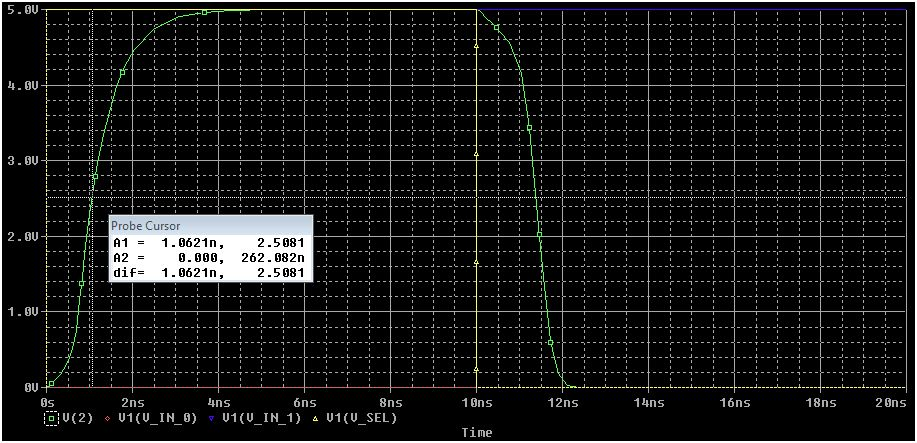 5.0V
4.0V
Probe Cursor
A1 = 1.0621n, 2.5081
A2 = 0.000, 262.082n
dif= 1.0621n, 2.5081
3.0V
2.0V
1.0V
0V
0s 2ns 4ns 6ns 8ns 10ns 12ns 14ns 16ns 18ns 20ns
V(2) V1(V_IN_0) V1(V_IN_1) V1(V_SEL)
Time